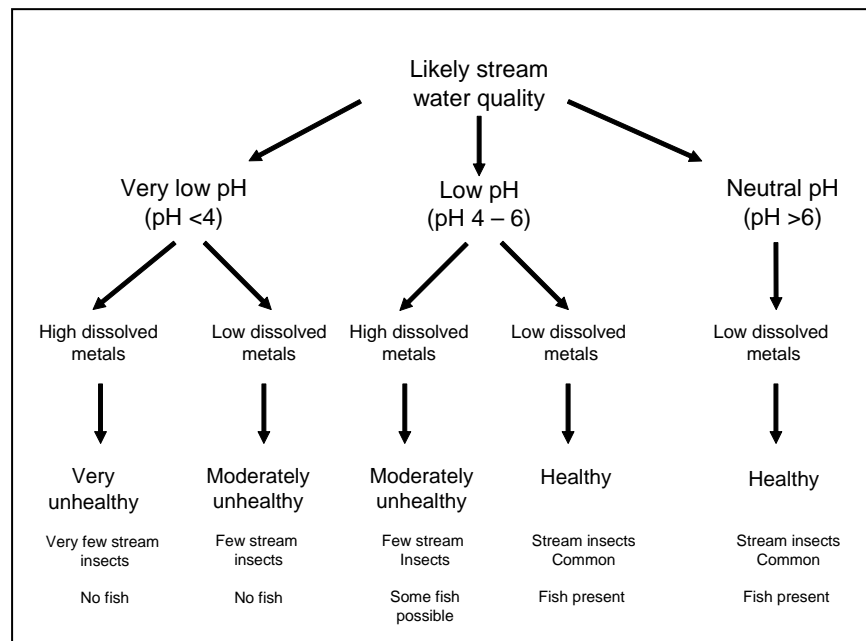 Likely stream
water quality
Very low pH
(pH <4)
Low pH
(pH 4 – 6)
Neutral pH
(pH >6)
High dissolved
metals
Low dissolved
metals
High dissolved
metals
Low dissolved
metals
Low dissolved
metals
Very
unhealthy
Moderately
unhealthy
Moderately
unhealthy
Healthy
Healthy
Very few stream
insects
Few stream
insects
Few stream
Insects
Stream insects
Common
Stream insects
Common
No fish
No fish
Some fish
possible
Fish present
Fish present